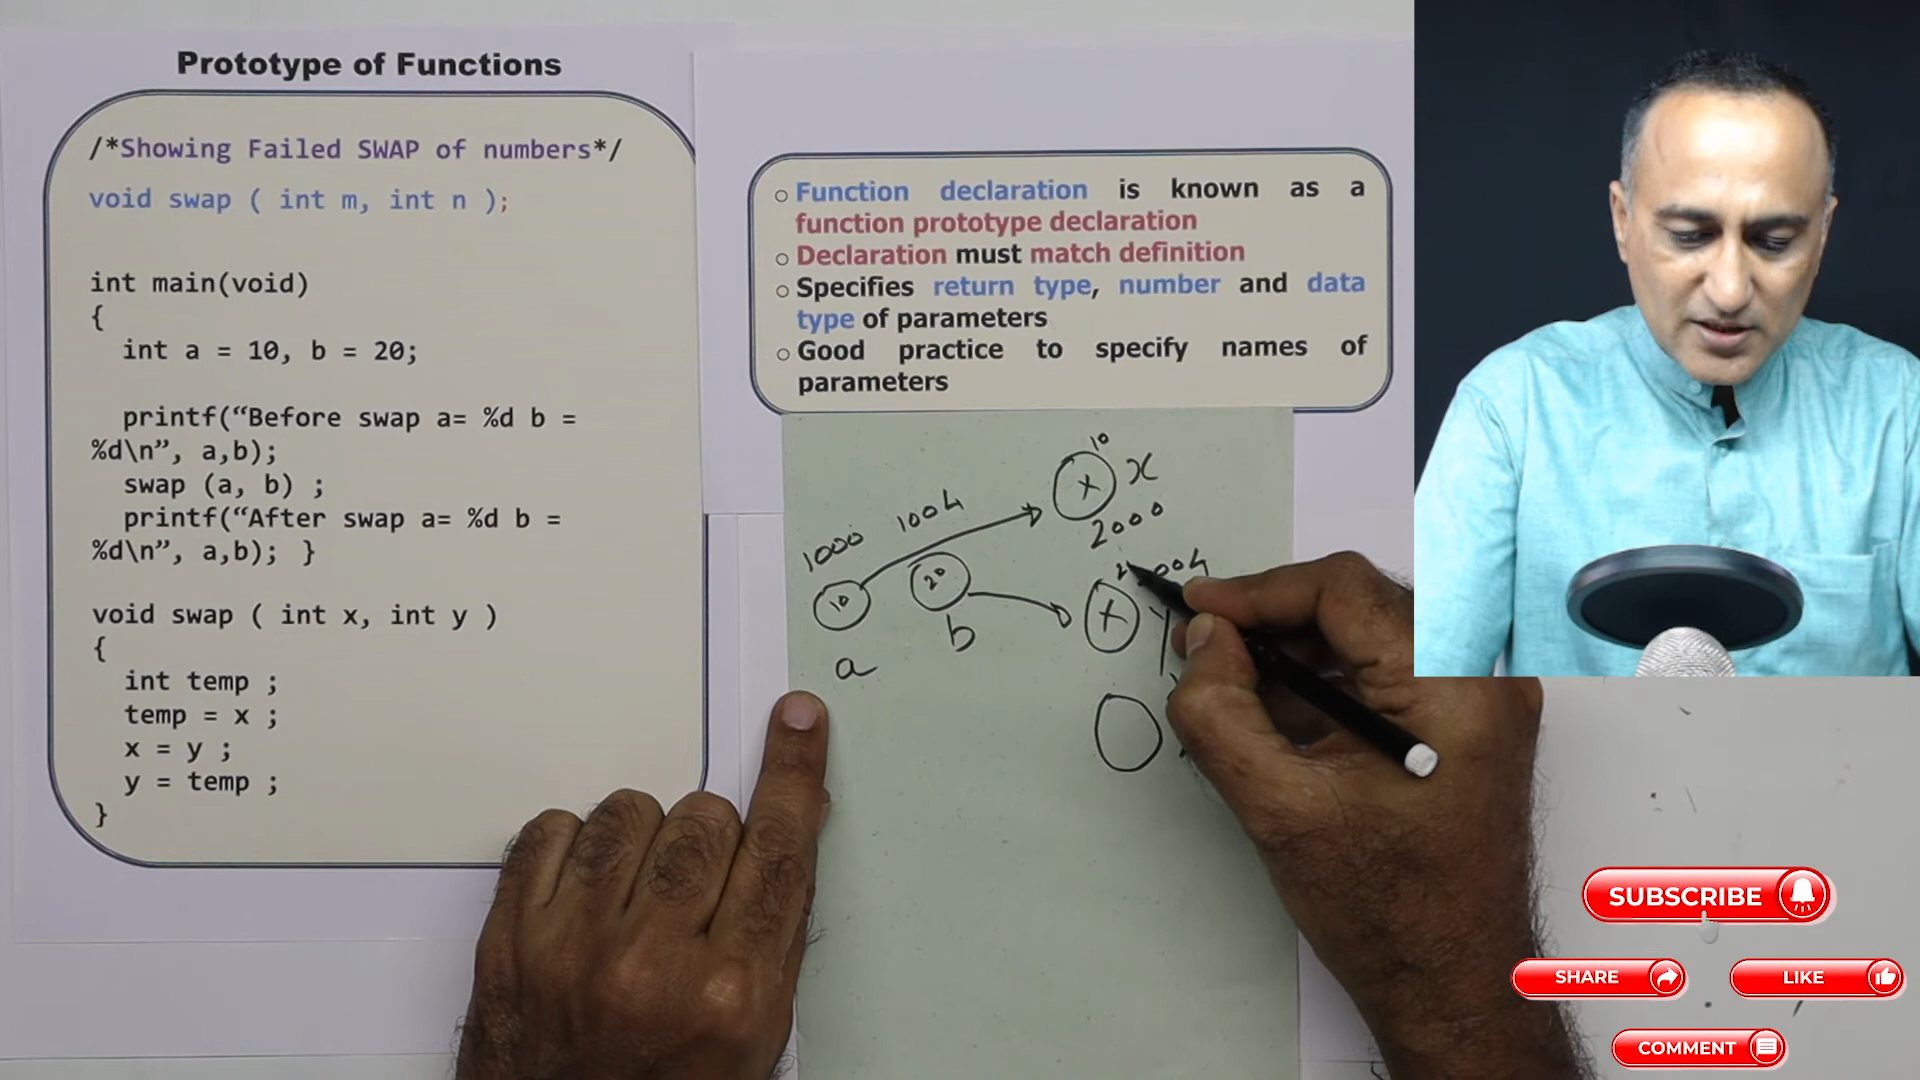 Prototype of Functions
/*Showing Failed SWAP of numbers*/
void swap ( int m, int n );
int main(void)
{
int a = 10, b = 20;
printf(“Before swap a= %d b =
%d\n”, a,b);
swap (a, b) ;
printf(“After swap a= %d b =
%d\n”, a,b); }
void swap ( int x, int y )
{
int temp ;
temp = x ;
x = y ;
y = temp ;
}
○ Function declaration is known as a
function prototype declaration
○ Declaration must match definition
○ Specifies return type, number and data
type of parameters
○ Good practice to specify names of
parameters
10
x
2000
1000 1004
10
20
a
b
y
SUBSCRIBE
SHARE
LIKE
COMMENT